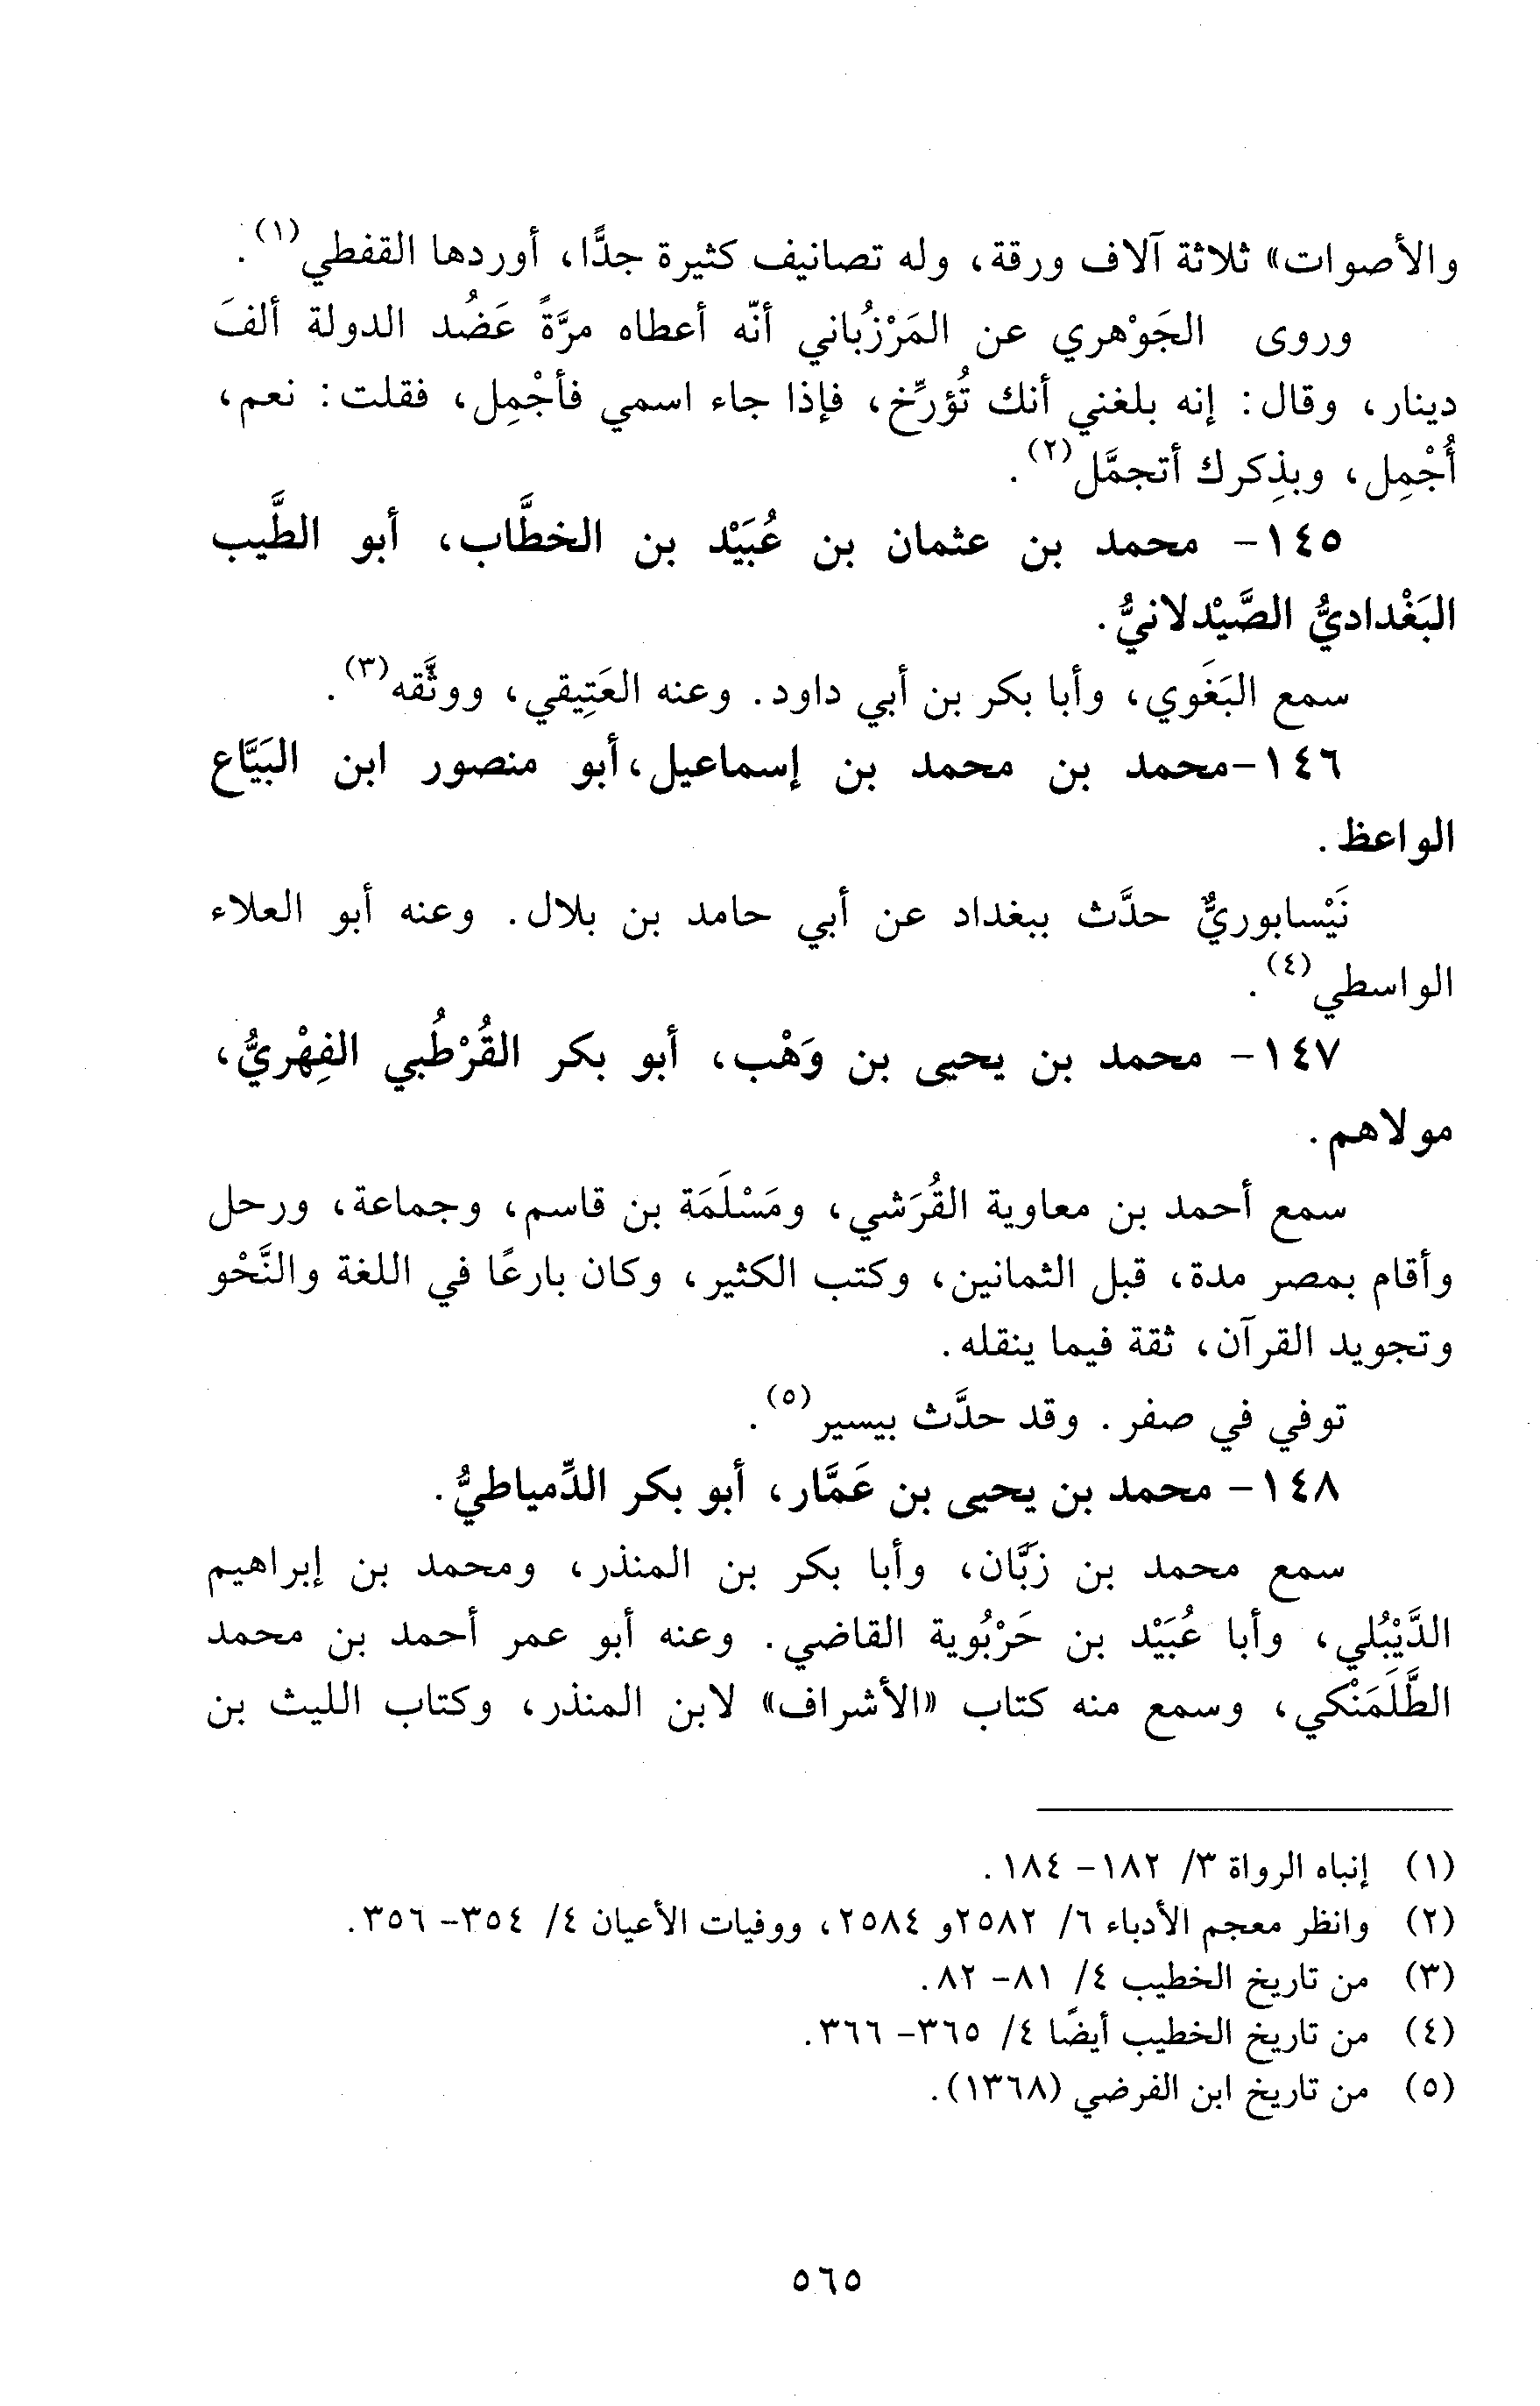 والأصوات» ثلاثة آلاف ورقة، وله تصانيف كثيرة جدًّا، أوردها القفطي(١).
وروى الجَوْهري عن المَرْزُباني أنّه أعطاه مرَّةً عَضُد الدولة ألفَ
دينار، وقال: إنه بلغني أنك تُؤرِّخ، فإذا جاء اسمي فأجْمِل، فقلت: نعم،
أُجْمِل، وبذِكرك أتجمَّل(٢).
١٤٥- محمد بن عثمان بن عُبَيْد بن الخطَّاب، أبو الطَّيب
البَغْداديُّ الصَّيْدلانيُّ.
سمع البَغَوي، وأبا بكر بن أبي داود. وعنه العَتِيقي، ووثَّقه(٣).
١٤٦-محمد بن محمد بن إسماعيل،أبو منصور ابن البَيَّاع
الواعظ.
نَيْسابوريٌّ حدَّث ببغداد عن أبي حامد بن بلال. وعنه أبو العلاء
الواسطي(٤).
١٤٧- محمد بن يحيى بن وَهْب، أبو بكر القُرْطُبي الفِهْريُّ،
مولاهم.
سمع أحمد بن معاوية القُرَشي، ومَسْلَمَة بن قاسم، وجماعة، ورحل
وأقام بمصر مدة، قبل الثمانين، وكتب الكثير، وكان بارعًا في اللغة والنَّحْو
وتجويد القرآن، ثقة فيما ينقله.
توفي في صفر. وقد حدَّث بيسير(٥).
١٤٨- محمد بن يحيى بن عَمَّار، أبو بكر الدِّمياطيُّ.
سمع محمد بن زَبَّان، وأبا بكر بن المنذر، ومحمد بن إبراهيم
الدَّيْبُلي، وأبا عُبَيْد بن حَرْبُوية القاضي. وعنه أبو عمر أحمد بن محمد
الطَّلَمَنْكي، وسمع منه كتاب «الأشراف» لابن المنذر، وكتاب الليث بن
(١) إنباه الرواة ٣/ ١٨٢- ١٨٤.
(٢) وانظر معجم الأدباء ٦/ ٢٥٨٢و ٢٥٨٤، ووفيات الأعيان ٤/ ٣٥٤- ٣٥٦.
(٣) من تاريخ الخطيب ٤/ ٨١- ٨٢.
(٤) من تاريخ الخطيب أيضًا ٤/ ٣٦٥- ٣٦٦.
(٥) من تاريخ ابن الفرضي (١٣٦٨).
٥٦٥